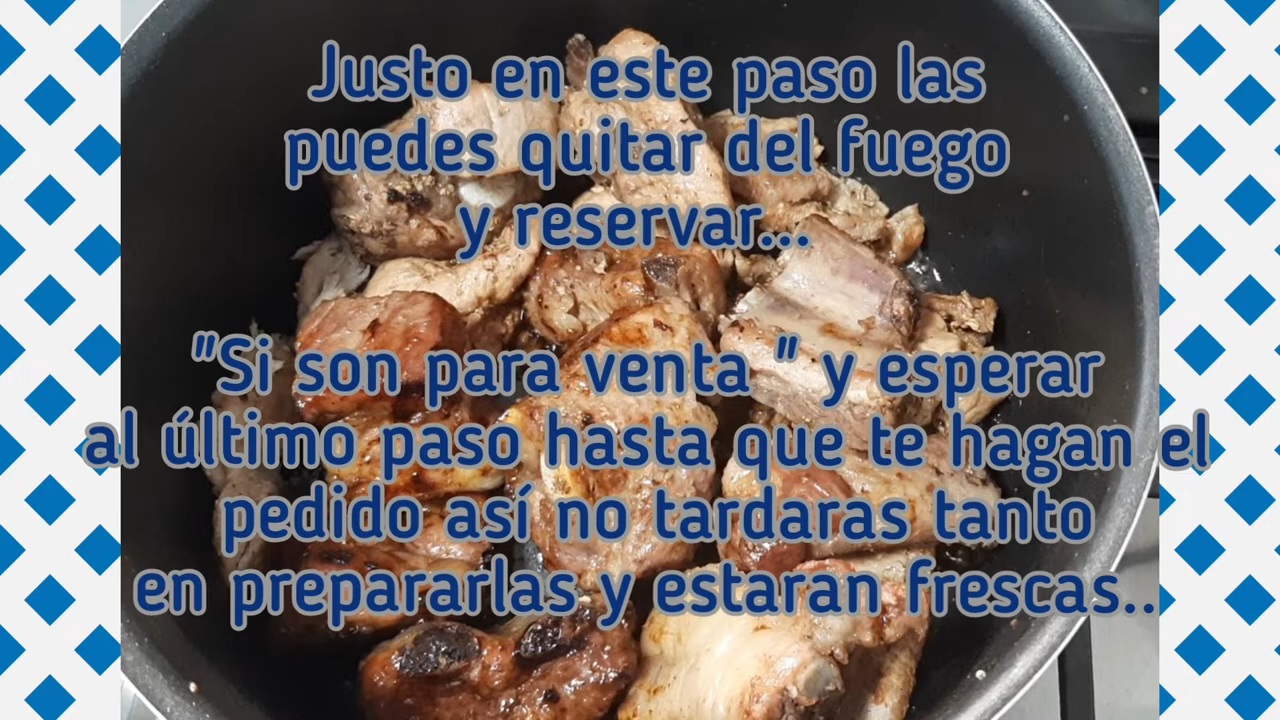 Justo en este paso las
puedes quitar del fuego
y reservar...
"Si son para venta " y esperar
al último paso hasta que te hagan el
pedido así no tardaras tanto
en prepararlas y estaran frescas..